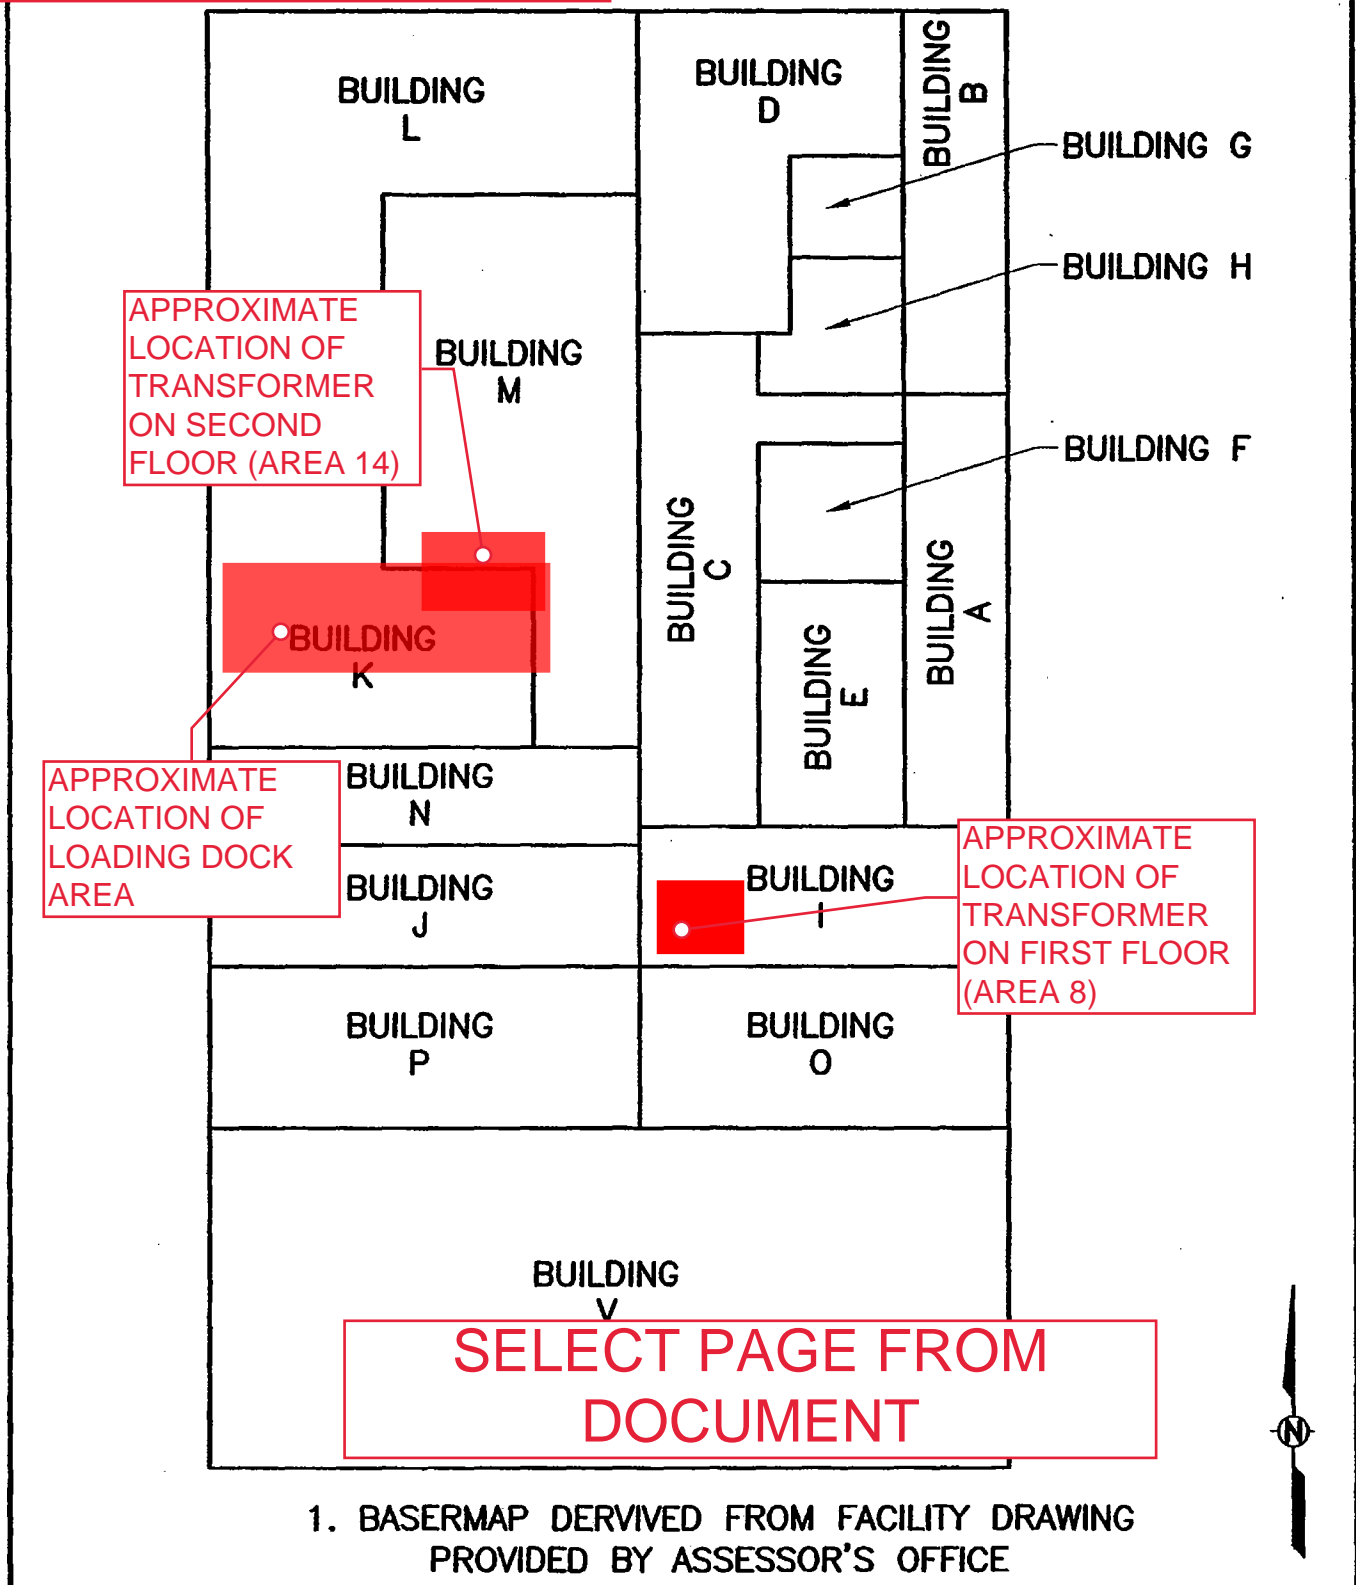 BUILDING
L
BUILDING
D
BUILDING
B
BUILDING G
BUILDING H
APPROXIMATE
LOCATION OF
TRANSFORMER
ON SECOND
FLOOR (AREA 14)
BUILDING
M
BUILDING F
BUILDING
C
BUILDING
A
BUILDING
K
BUILDING
E
APPROXIMATE
LOCATION OF
LOADING DOCK
AREA
BUILDING
N
BUILDING
J
BUILDING
I
APPROXIMATE
LOCATION OF
TRANSFORMER
ON FIRST FLOOR
(AREA 8)
BUILDING
P
BUILDING
O
BUILDING
V
SELECT PAGE FROM
DOCUMENT
N
1. BASERMAP DERVIVED FROM FACILITY DRAWING
PROVIDED BY ASSESSOR'S OFFICE